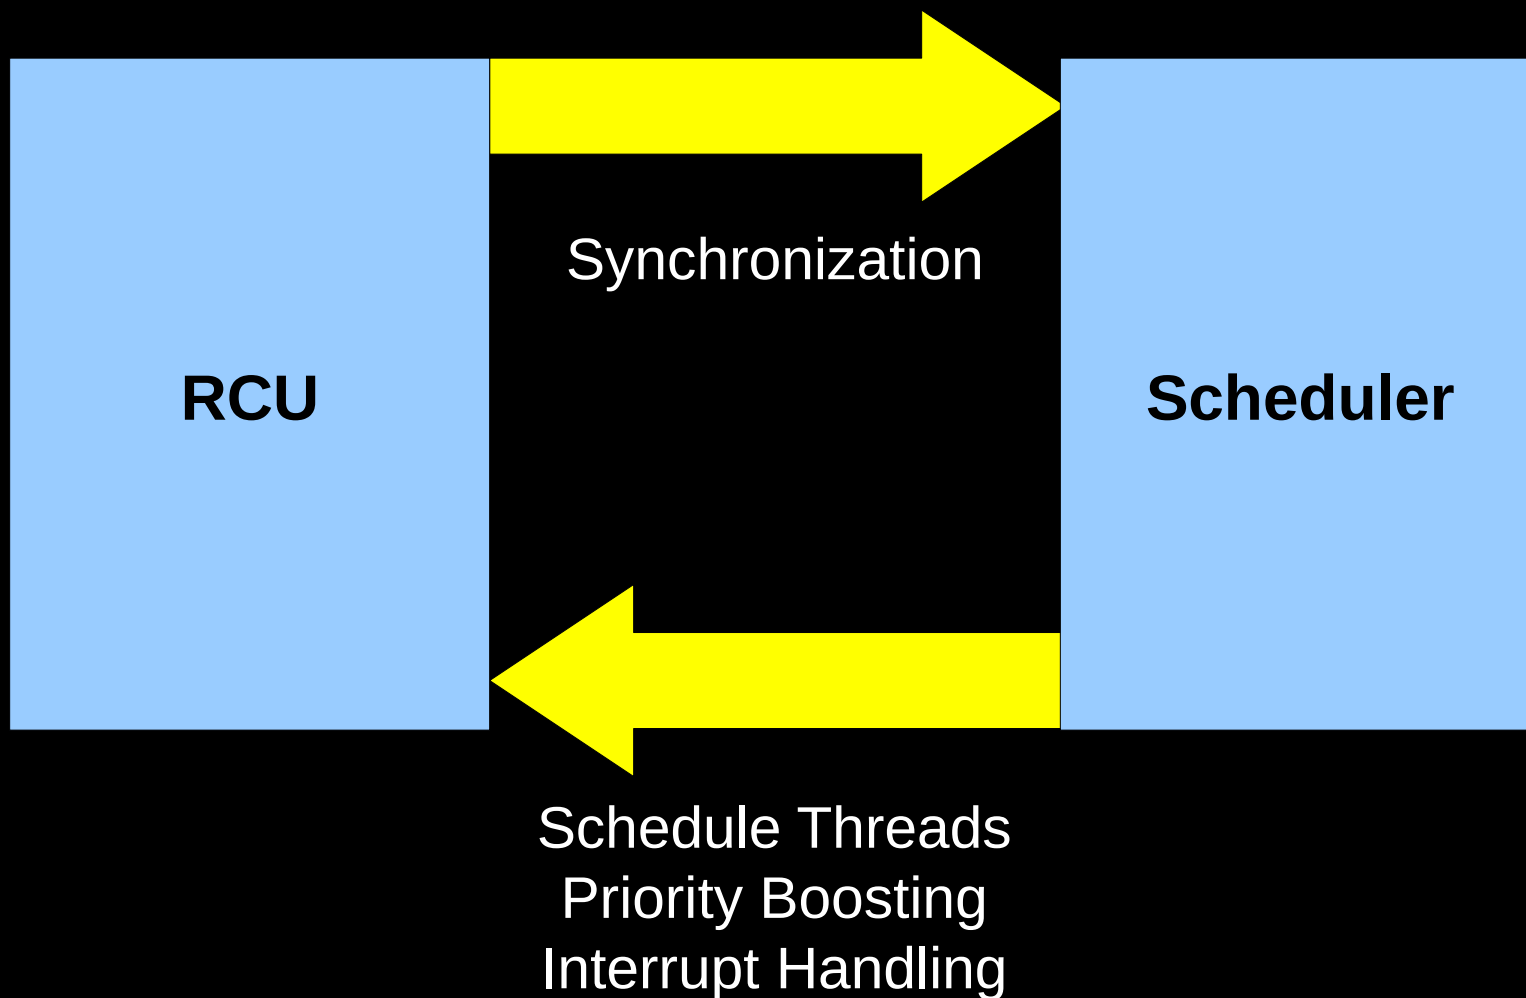 Synchronization
RCU
Scheduler
Schedule Threads
Priority Boosting
Interrupt Handling